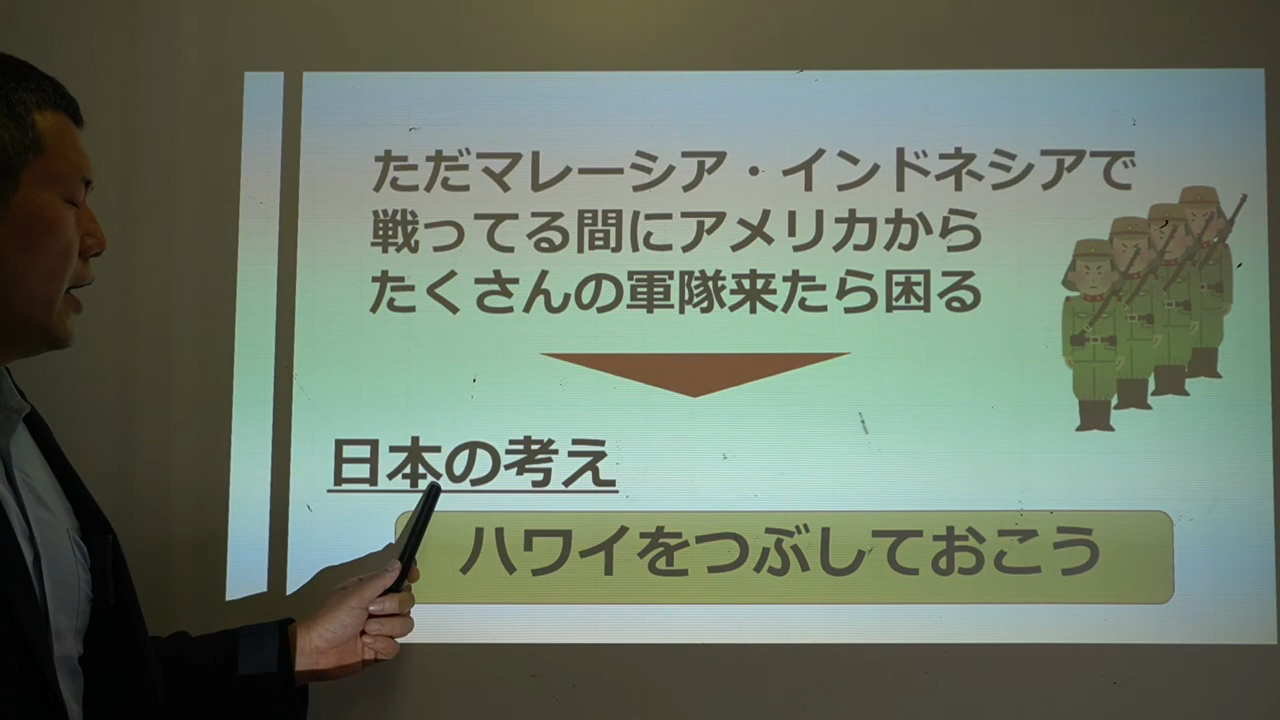 ただマレーシア・インドネシアで
戦ってる間にアメリカから
たくさんの軍隊来たら困る
日本の考え
ハワイをつぶしておこう